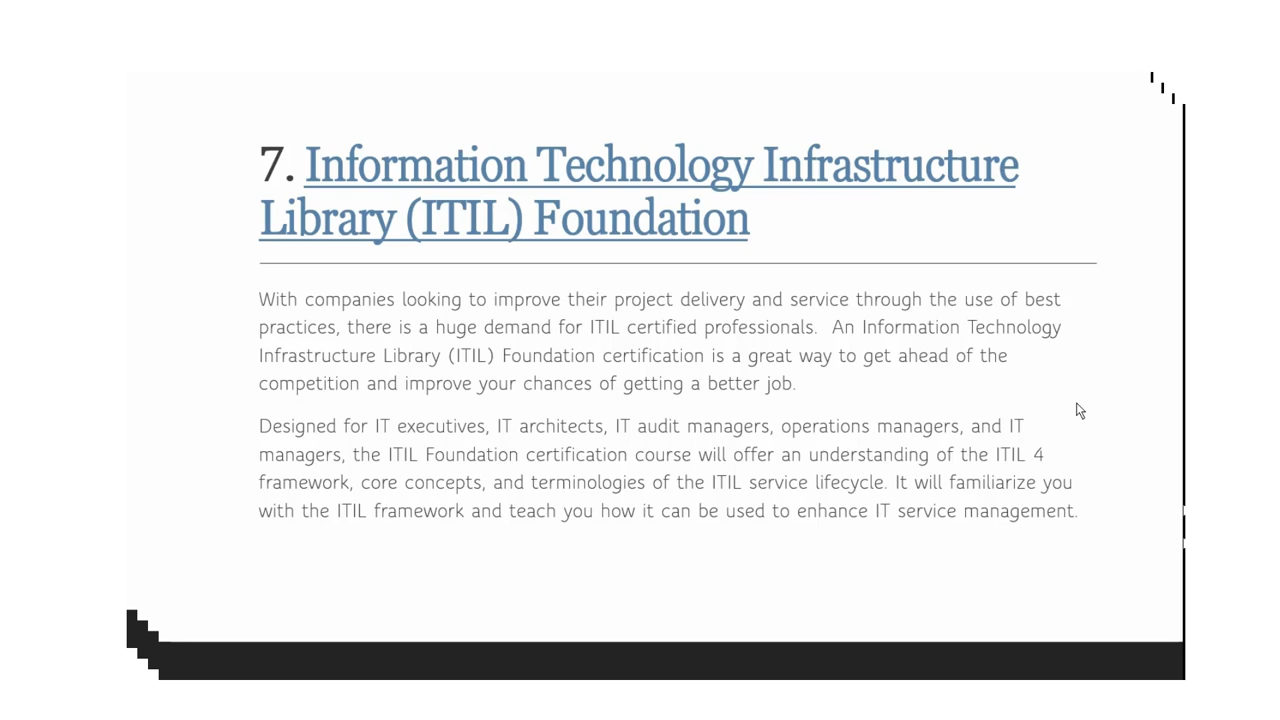 7. Information Technology Infrastructure
Library (ITIL) Foundation
With companies looking to improve their project delivery and service through the use of best
practices, there is a huge demand for ITIL certified professionals.  An Information Technology
Infrastructure Library (ITIL) Foundation certification is a great way to get ahead of the
competition and improve your chances of getting a better job.
Designed for IT executives, IT architects, IT audit managers, operations managers, and IT
managers, the ITIL Foundation certification course will offer an understanding of the ITIL 4
framework, core concepts, and terminologies of the ITIL service lifecycle. It will familiarize you
with the ITIL framework and teach you how it can be used to enhance IT service management.